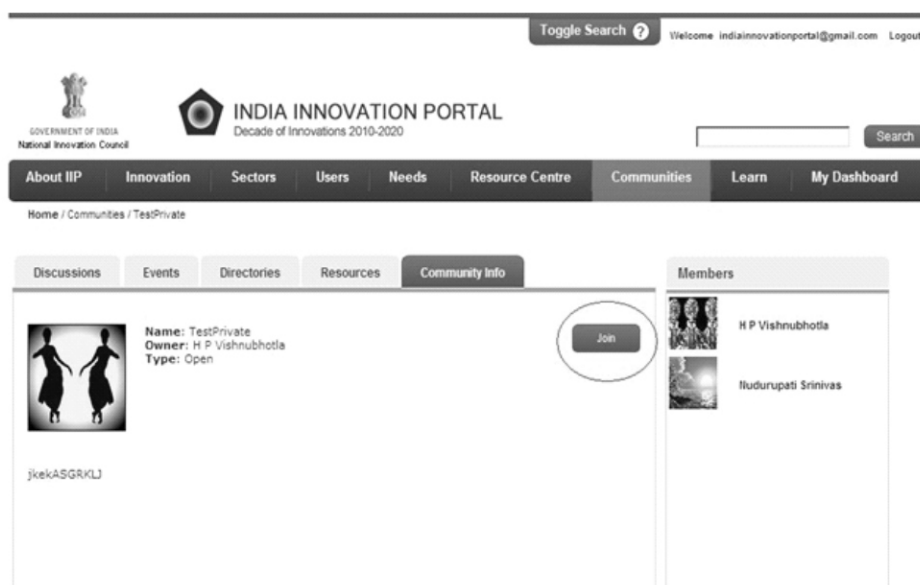 Toggle Search ?
Welcome indiainnovationportal@gmail.com Logout
GOVERNMENT OF INDIA
National Innovation Council
INDIA INNOVATION PORTAL
Decade of Innovations 2010-2020
Search
About IIP Innovation Sectors Users Needs Resource Centre Communities Learn My Dashboard
Home / Communities / TestPrivate
Discussions Events Directories Resources Community Info
Members
Name: TestPrivate
Owner: H P Vishnubhotla
Type: Open
Join
H P Vishnubhotla
Nudurupati Srinivas
jkekASGRKLJ